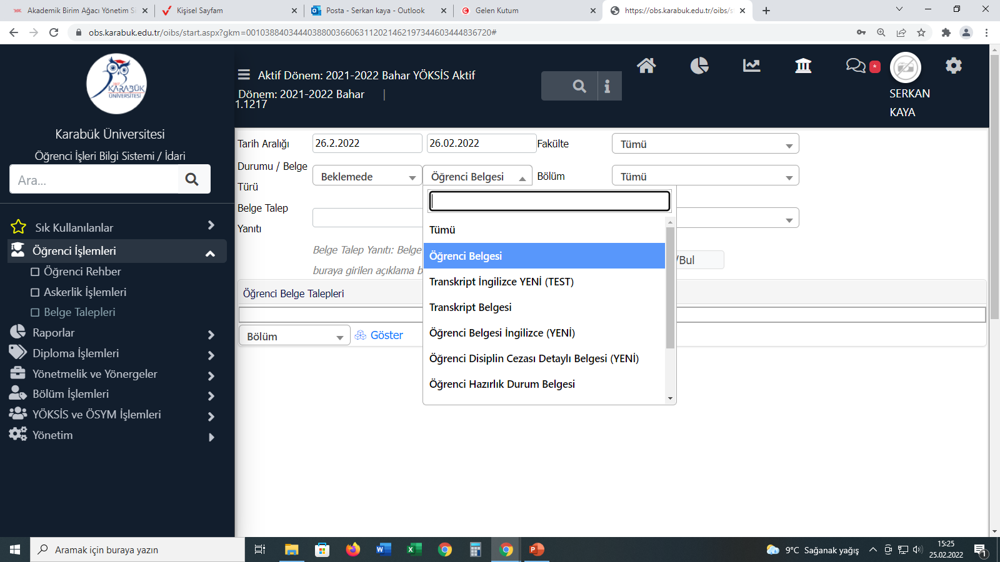 Akademik Birim Ağacı Yönetim Si
Kişisel Sayfam
Posta - Serkan kaya - Outlook
Gelen Kutum
https://obs.karabuk.edu.tr/oibs/s
obs.karabuk.edu.tr/oibs/start.aspx?gkm=00103884034440388003660631120214621973446034448367​20#
KARABÜK
ÜNİVERSİTESİ
Karabük Üniversitesi
Öğrenci İşleri Bilgi Sistemi / İdari
Ara...
Sık Kullanılanlar
Öğrenci İşlemleri
Öğrenci Rehber
Askerlik İşlemleri
Belge Talepleri
Raporlar
Diploma İşlemleri
Yönetmelik ve Yönergeler
Bölüm İşlemleri
YÖKSİS ve ÖSYM İşlemleri
Yönetim
Aktif Dönem: 2021-2022 Bahar YÖKSİS Aktif
Dönem: 2021-2022 Bahar |
1.1217
SERKAN
KAYA
Tarih Aralığı 26.2.2022 26.02.2022 Fakülte Tümü
Durumu / Belge
Türü
Beklemede Öğrenci Belgesi Bölüm Tümü
Belge Talep
Yanıtı
Belge Talep Yanıtı: Belge
buraya girilen açıklama b
/Bul
Tümü
Öğrenci Belgesi
Transkript İngilizce YENİ (TEST)
Transkript Belgesi
Öğrenci Belgesi İngilizce (YENİ)
Öğrenci Disiplin Cezası Detaylı Belgesi (YENİ)
Öğrenci Hazırlık Durum Belgesi
Öğrenci Belge Talepleri
Bölüm Göster
Aramak için buraya yazın
9°C Sağanak yağış
15:25
25.02.2022
1